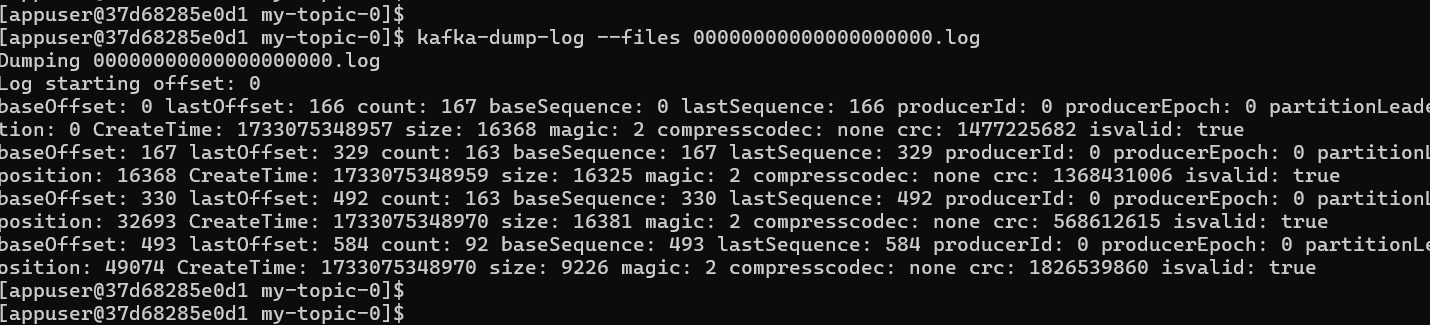 [appuser@37d68285e0d1 my-topic-0]$
[appuser@37d68285e0d1 my-topic-0]$ kafka-dump-log --files 00000000000000000000.log
Dumping 00000000000000000000.log
Log starting offset: 0
baseOffset: 0 lastOffset: 166 count: 167 baseSequence: 0 lastSequence: 166 producerId: 0 producerEpoch: 0 partitionLeade
tion: 0 CreateTime: 1733075348957 size: 16368 magic: 2 compresscodec: none crc: 1477225682 isvalid: true
baseOffset: 167 lastOffset: 329 count: 163 baseSequence: 167 lastSequence: 329 producerId: 0 producerEpoch: 0 partitionL
position: 16368 CreateTime: 1733075348959 size: 16325 magic: 2 compresscodec: none crc: 1368431006 isvalid: true
baseOffset: 330 lastOffset: 492 count: 163 baseSequence: 330 lastSequence: 492 producerId: 0 producerEpoch: 0 partitionL
position: 32693 CreateTime: 1733075348970 size: 16381 magic: 2 compresscodec: none crc: 568612615 isvalid: true
baseOffset: 493 lastOffset: 584 count: 92 baseSequence: 493 lastSequence: 584 producerId: 0 producerEpoch: 0 partitionLe
osition: 49074 CreateTime: 1733075348970 size: 9226 magic: 2 compresscodec: none crc: 1826539860 isvalid: true
[appuser@37d68285e0d1 my-topic-0]$
[appuser@37d68285e0d1 my-topic-0]$